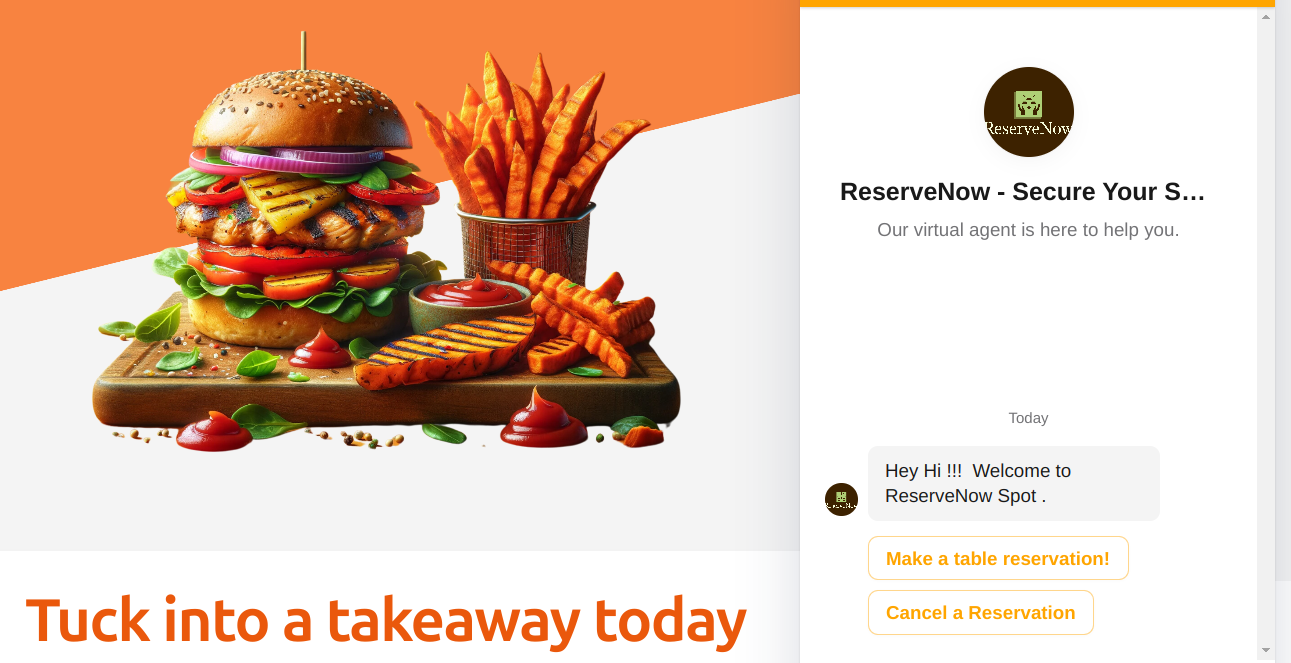 Tuck into a takeaway today
ReserveNow
ReserveNow - Secure Your S...
Our virtual agent is here to help you.
Today
Hey Hi !!!  Welcome to
ReserveNow Spot .
Make a table reservation!
Cancel a Reservation